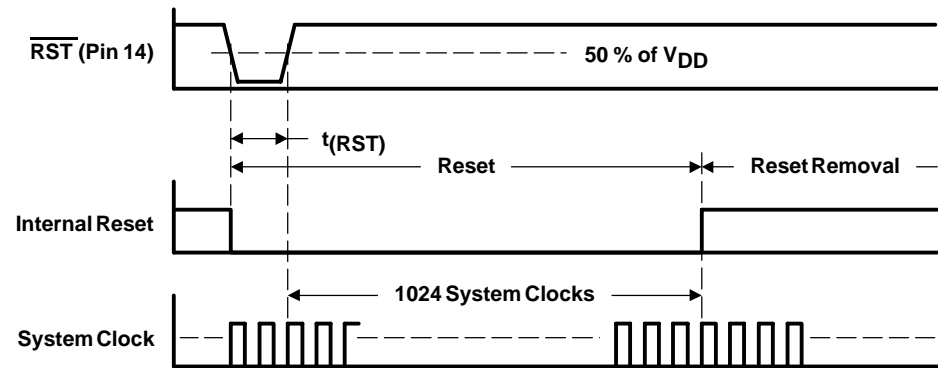 RST (Pin 14)
50 % of VDD
t(RST)
Reset
Reset Removal
Internal Reset
1024 System Clocks
System Clock